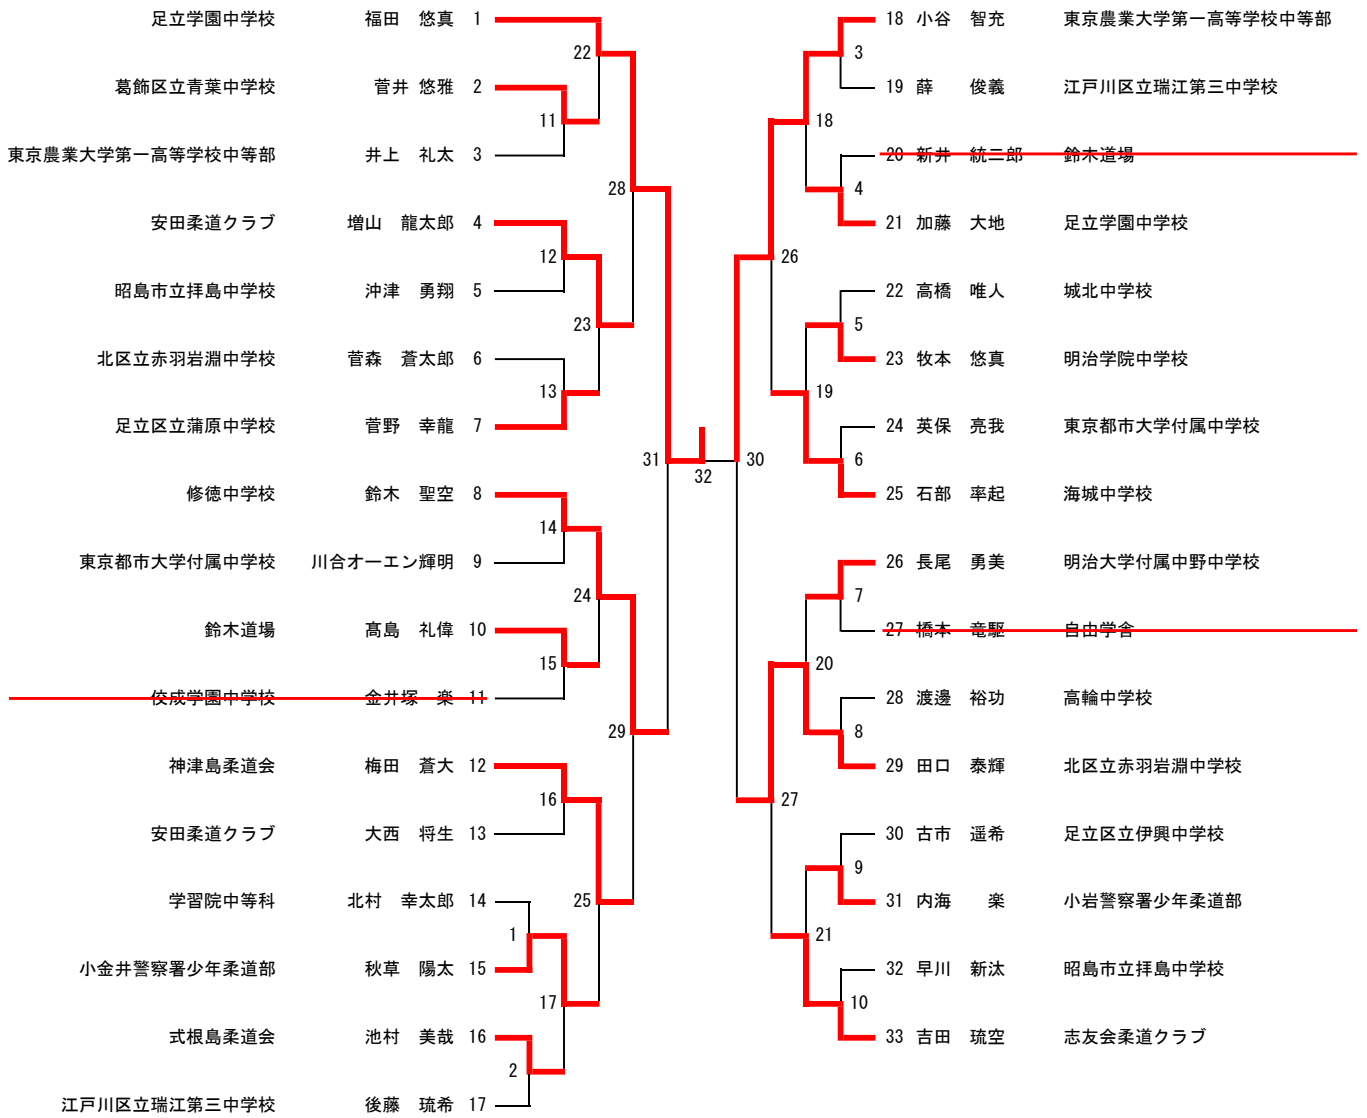 足立学園中学校 福田 悠真 1
葛飾区立青葉中学校 菅井 悠雅 2
東京農業大学第一高等学校中等部 井上 礼太 3
安田柔道クラブ 増山 龍太郎 4
昭島市立拝島中学校 沖津 勇翔 5
北区立赤羽岩淵中学校 菅森 蒼太郎 6
足立区立蒲原中学校 菅野 幸龍 7
修徳中学校 鈴木 聖空 8
東京都市大学付属中学校 川合オーエン輝明 9
鈴木道場 髙島 礼偉 10
佼成学園中学校 金井塚 楽 11
神津島柔道会 梅田 蒼大 12
安田柔道クラブ 大西 将生 13
学習院中等科 北村 幸太郎 14
小金井警察署少年柔道部 秋草 陽太 15
式根島柔道会 池村 美哉 16
江戸川区立瑞江第三中学校 後藤 琉希 17
22
11
28
12
23
13
31
32
14
24
15
29
16
25
1
17
2
18 小谷 智充 東京農業大学第一高等学校中等部
19 薛 俊義 江戸川区立瑞江第三中学校
20 新井 統二郎 鈴木道場
21 加藤 大地 足立学園中学校
22 高橋 唯人 城北中学校
23 牧本 悠真 明治学院中学校
24 英保 亮我 東京都市大学付属中学校
25 石部 率起 海城中学校
26 長尾 勇美 明治大学付属中野中学校
27 橋本 竜駆 自由学舎
28 渡邊 裕功 高輪中学校
29 田口 泰輝 北区立赤羽岩淵中学校
30 古市 遥希 足立区立伊興中学校
31 内海 楽 小岩警察署少年柔道部
32 早川 新汰 昭島市立拝島中学校
33 吉田 琉空 志友会柔道クラブ
3
18
4
26
5
19
6
30
7
20
8
27
9
21
10